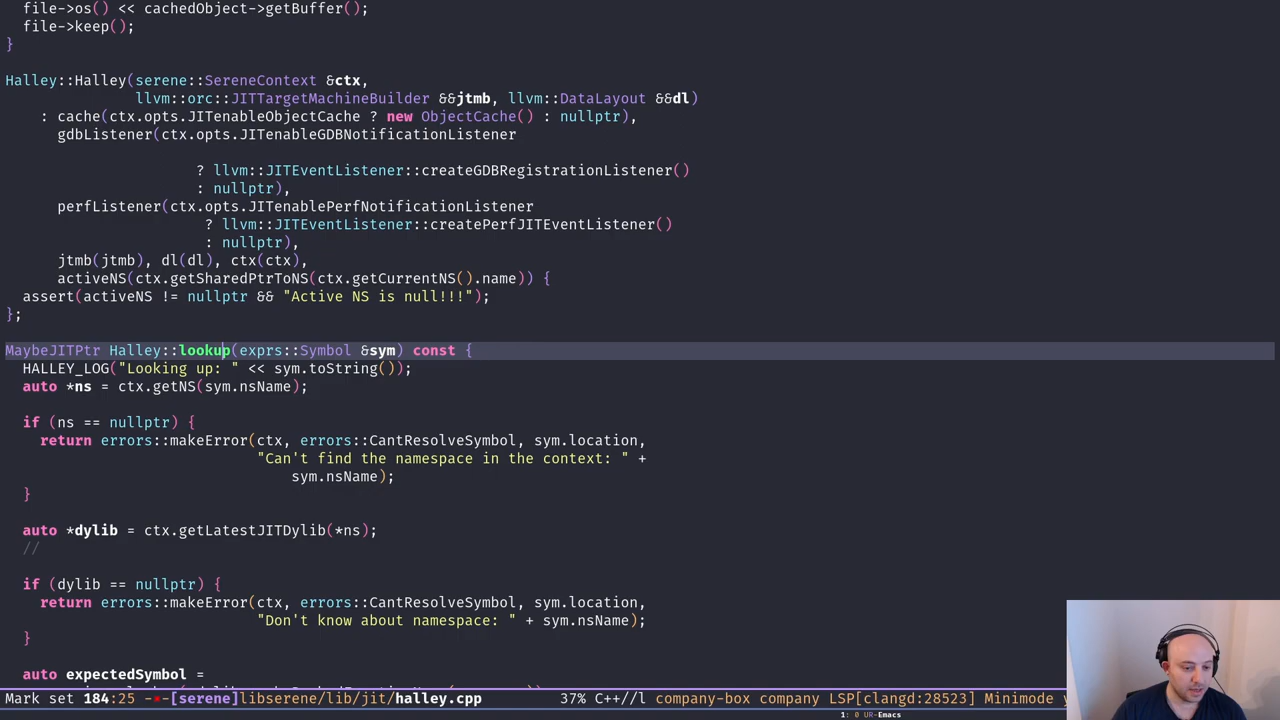 file->os() << cachedObject->getBuffer();
file->keep();
}
Halley::Halley(serene::SereneContext &ctx,
llvm::orc::JITTargetMachineBuilder &&jtmb, llvm::DataLayout &&dl)
: cache(ctx.opts.JITenableObjectCache ? new ObjectCache() : nullptr),
gdbListener(ctx.opts.JITenableGDBNotificationListener
? llvm::JITEventListener::createGDBRegistrationListener()
: nullptr),
perfListener(ctx.opts.JITenablePerfNotificationListener
? llvm::JITEventListener::createPerfJITEventListener()
: nullptr),
jtmb(jtmb), dl(dl), ctx(ctx),
activeNS(ctx.getSharedPtrToNS(ctx.getCurrentNS().name)) {
assert(activeNS != nullptr && "Active NS is null!!!");
};
MaybeJITPtr Halley::lookup(exprs::Symbol &sym) const {
HALLEY_LOG("Looking up: " << sym.toString());
auto *ns = ctx.getNS(sym.nsName);
if (ns == nullptr) {
return errors::makeError(ctx, errors::CantResolveSymbol, sym.location,
"Can't find the namespace in the context: " +
sym.nsName);
}
auto *dylib = ctx.getLatestJITDylib(*ns);
//
if (dylib == nullptr) {
return errors::makeError(ctx, errors::CantResolveSymbol, sym.location,
"Don't know about namespace: " + sym.nsName);
}
auto expectedSymbol =
Mark set 184:25 -*-[serene]libserene/lib/jit/halley.cpp 37% C++//l company-box company LSP[clangd:28523] Minimode y
1: 0 UR-Emacs